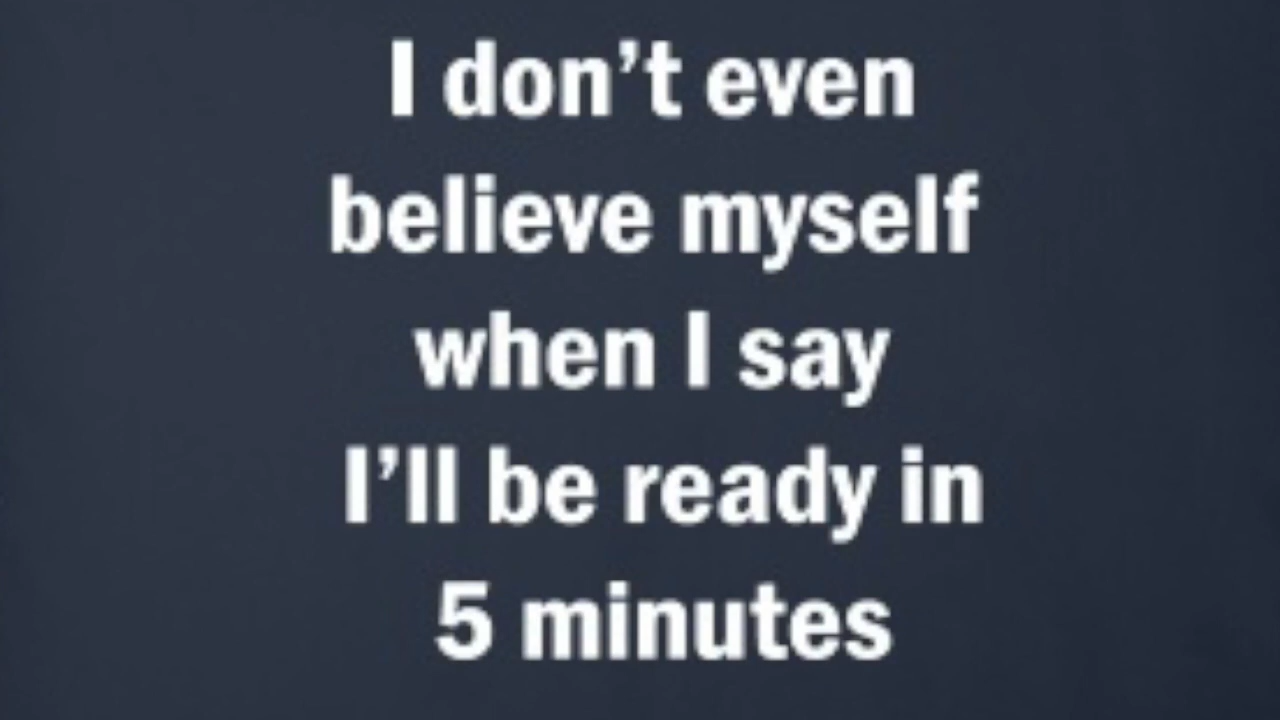 I don’t even
believe myself
when I say
I’ll be ready in
5 minutes